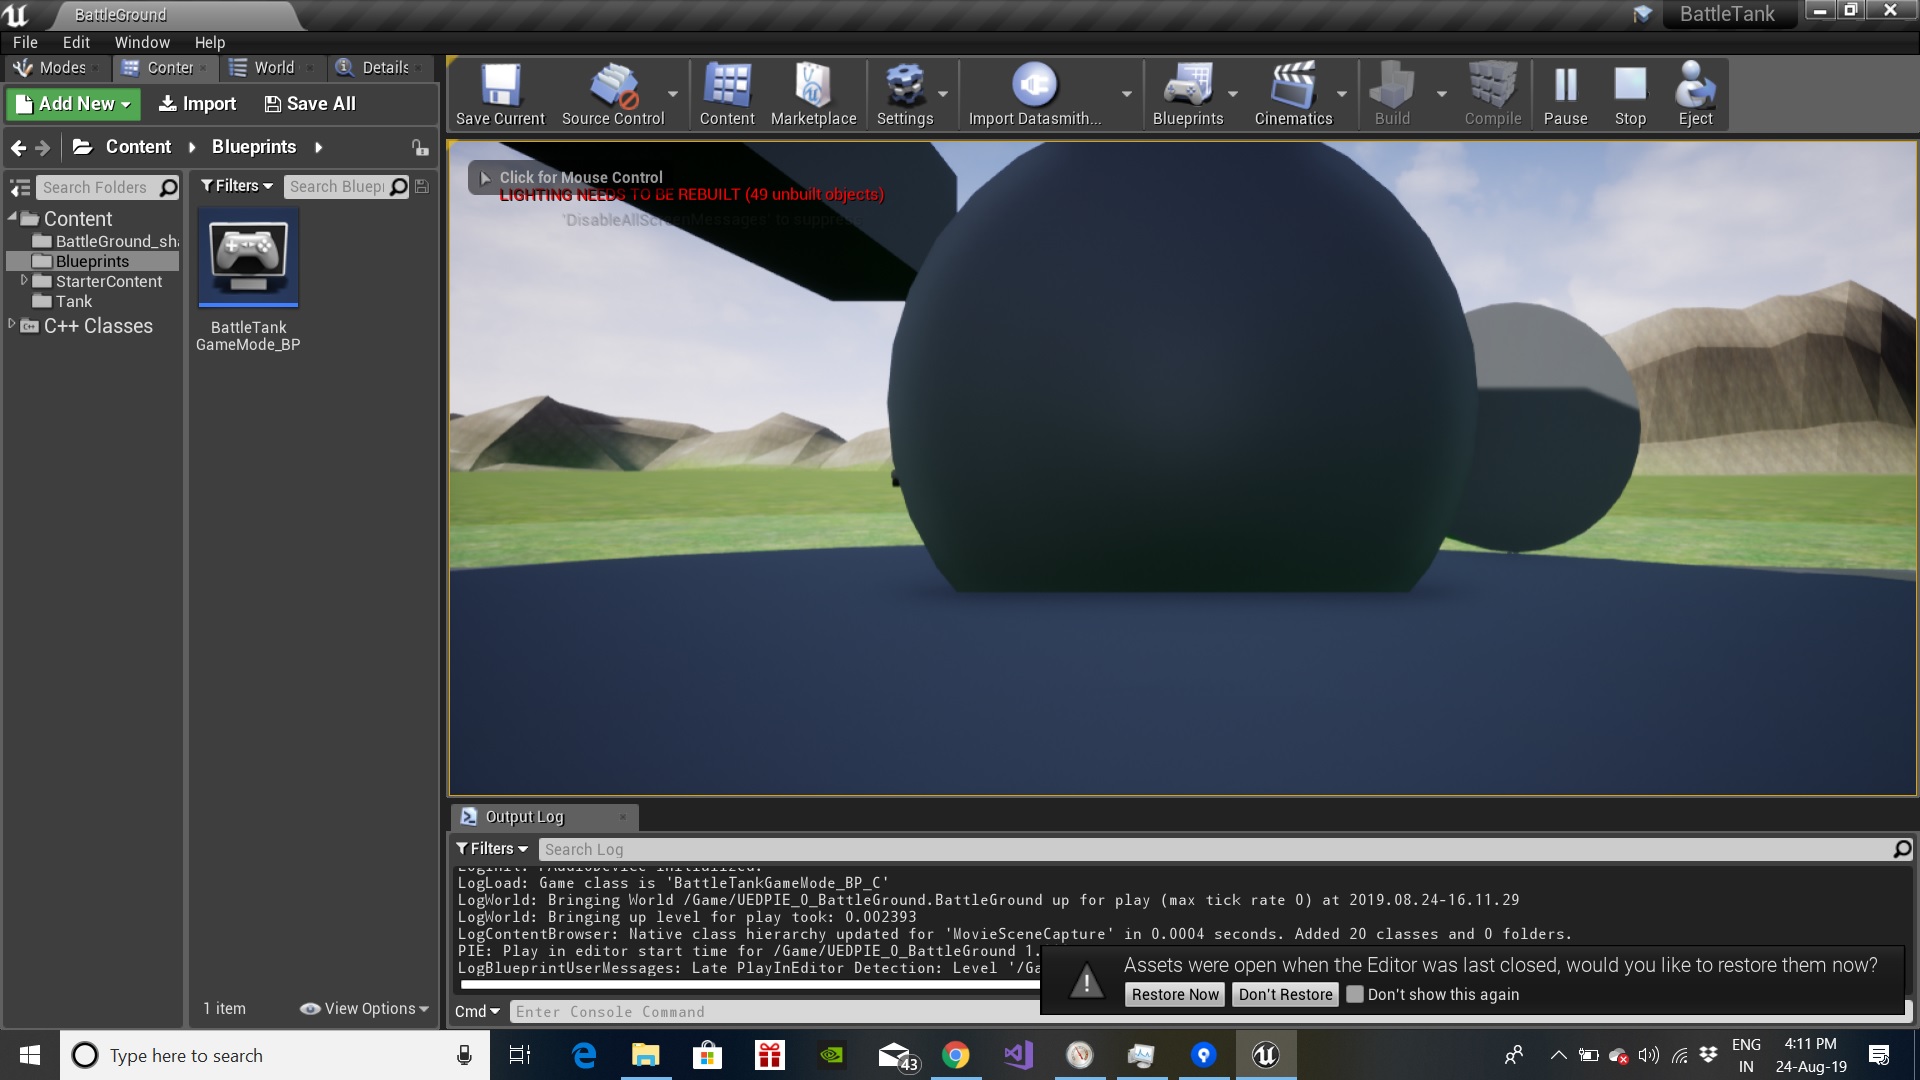 BattleGround
BattleTank
File Edit Window Help
Modes Conter World Details
Add New Import Save All
Save Current Source Control Content Marketplace Settings Import Datasmith... Blueprints Cinematics Build Compile Pause Stop Eject
Content Blueprints
Search Folders
Filters Search Bluepr
Content
BattleGround_sha
Blueprints
StarterContent
Tank
C++ Classes
BattleTank
GameMode_BP
1 item View Options
Click for Mouse Control
LIGHTING NEEDS TO BE REBUILT (49 unbuilt objects)
'DisableAllScreenMessages' to suppress
Output Log
Filters Search Log
LogInit: FAudioDevice initialized.
LogLoad: Game class is 'BattleTankGameMode_BP_C'
LogWorld: Bringing World /Game/UEDPIE_0_BattleGround.BattleGround up for play (max tick rate 0) at 2019.08.24-16.11.29
LogWorld: Bringing up level for play took: 0.002393
LogContentBrowser: Native class hierarchy updated for 'MovieSceneCapture' in 0.0004 seconds. Added 20 classes and 0 folders.
PIE: Play in editor start time for /Game/UEDPIE_0_BattleGround 1.
LogBlueprintUserMessages: Late PlayInEditor Detection: Level '/Ga
Cmd Enter Console Command
Assets were open when the Editor was last closed, would you like to restore them now?
Restore Now Don't Restore Don't show this again
Type here to search
43
ENG
IN
4:11 PM
24-Aug-19